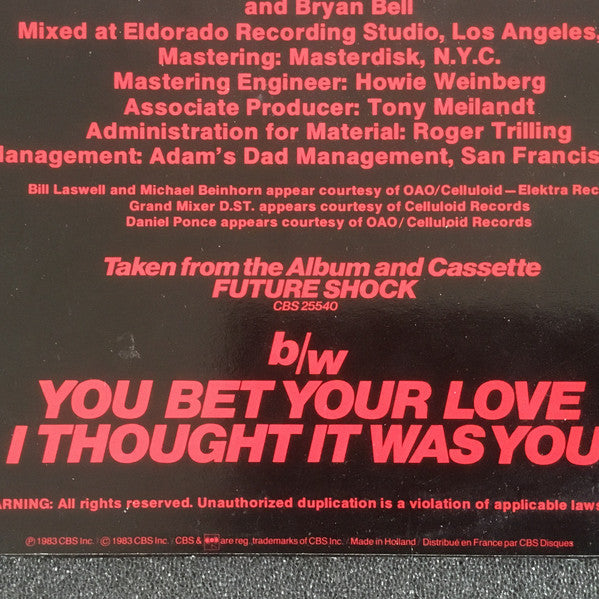 and Bryan Bell
Mixed at Eldorado Recording Studio, Los Angeles,
Mastering: Masterdisk, N.Y.C.
Mastering Engineer: Howie Weinberg
Associate Producer: Tony Meilandt
Administration for Material: Roger Trilling
Management: Adam's Dad Management, San Francis
Bill Laswell and Michael Beinhorn appear courtesy of OAO/Celluloid — Elektra Rec
Grand Mixer D.ST. appears courtesy of Celluloid Records
Daniel Ponce appears courtesy of OAO/Celluloid Records
Taken from the Album and Cassette
FUTURE SHOCK
CBS 25540
b/w
YOU BET YOUR LOVE
I THOUGHT IT WAS YOU
ARNING: All rights reserved. Unauthorized duplication is a violation of applicable laws
℗ 1983 CBS Inc. / © 1983 CBS Inc. / CBS & CBS are reg. trademarks of CBS Inc. / Made in Holland / Distribué en France par CBS Disques